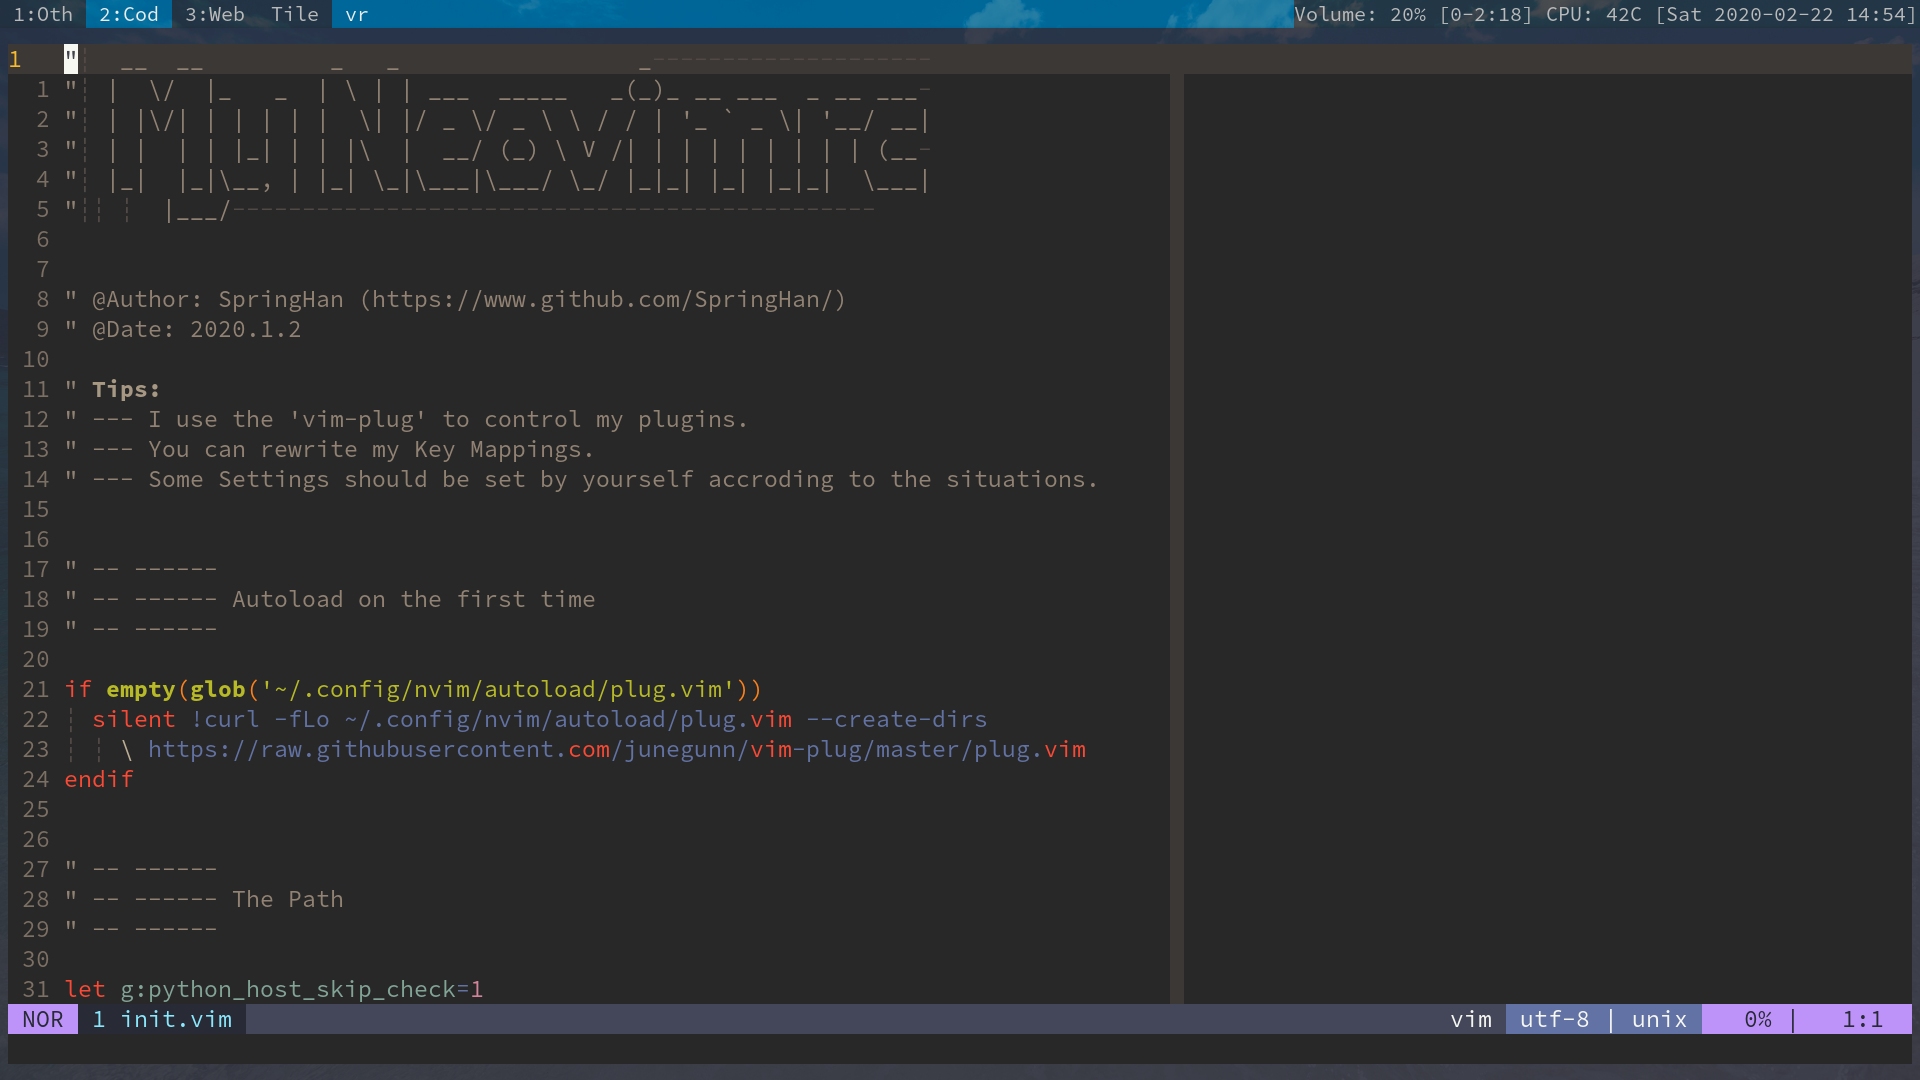 1:Oth 2:Cod 3:Web Tile vr Volume: 20% [0-2:18] CPU: 42C [Sat 2020-02-22 14:54]
1 "   __  __         _   _                 _
1 " |  \/  |_   _  | \ | | ___  _____   _(_)_ __ ___  _ __ ___
2 " | |\/| | | | | |  \| |/ _ \/ _ \ \ / / | '_ ` _ \| '__/ __|
3 " | |  | | |_| | | |\  |  __/ (_) \ V /| | | | | | | | | (__
4 " |_|  |_|\__, | |_| \_|\___|\___/ \_/ |_|_| |_| |_|_|  \___|
5 "      |___/
6
7
8 " @Author: SpringHan (https://www.github.com/SpringHan/)
9 " @Date: 2020.1.2
10
11 " Tips:
12 " --- I use the 'vim-plug' to control my plugins.
13 " --- You can rewrite my Key Mappings.
14 " --- Some Settings should be set by yourself accroding to the situations.
15
16
17 " -- ------
18 " -- ------ Autoload on the first time
19 " -- ------
20
21 if empty(glob('~/.config/nvim/autoload/plug.vim'))
22   silent !curl -fLo ~/.config/nvim/autoload/plug.vim --create-dirs
23     \ https://raw.githubusercontent.com/junegunn/vim-plug/master/plug.vim
24 endif
25
26
27 " -- ------
28 " -- ------ The Path
29 " -- ------
30
31 let g:python_host_skip_check=1
NOR 1 init.vim vim utf-8 | unix 0% | 1:1